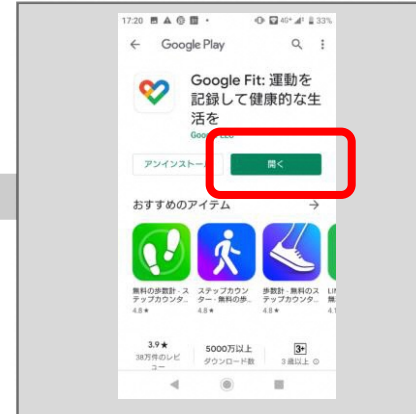 17:20
4G+
33%
Google Play
Google Fit: 運動を
記録して健康的な生
活を
Google LLC
アンインストール
開く
おすすめのアイテム
無料の歩数計 - ス
テップカウンタ...
4.8★
ステップカウン
ター - 無料の歩...
4.8★
歩数計 - 無料のス
テップカウンタ...
4.8★
3.9★
38万件のレビ
ュー
5000万以上
ダウンロード数
3+
3 歳以上